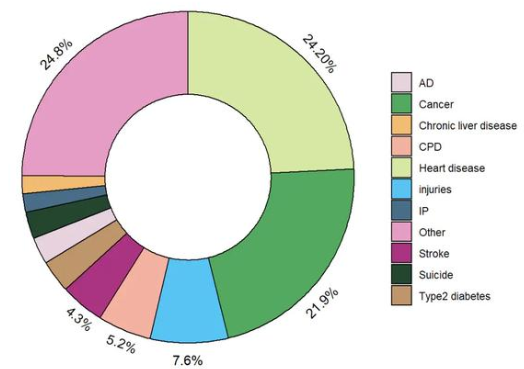 24.8%
24.20%
21.9%
7.6%
5.2%
4.3%
AD
Cancer
Chronic liver disease
CPD
Heart disease
injuries
IP
Other
Stroke
Suicide
Type2 diabetes